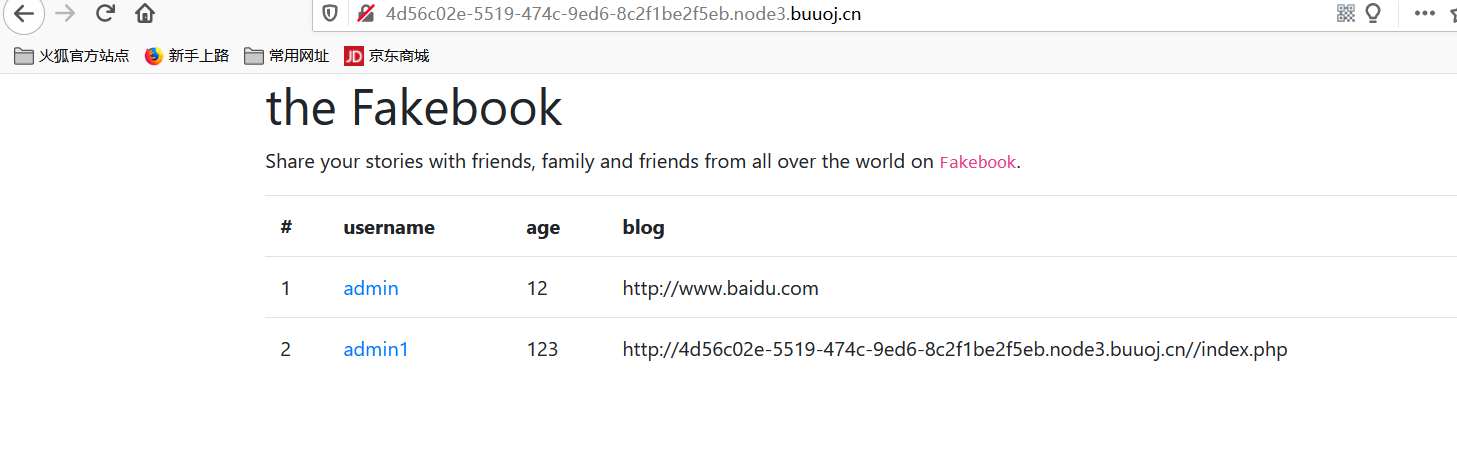 4d56c02e-5519-474c-9ed6-8c2f1be2f5eb.node3.buuoj.cn
火狐官方站点 新手上路 常用网址 JD 京东商城
the Fakebook
Share your stories with friends, family and friends from all over the world on Fakebook.
# username age blog
1 admin 12 http://www.baidu.com
2 admin1 123 http://4d56c02e-5519-474c-9ed6-8c2f1be2f5eb.node3.buuoj.cn//index.php